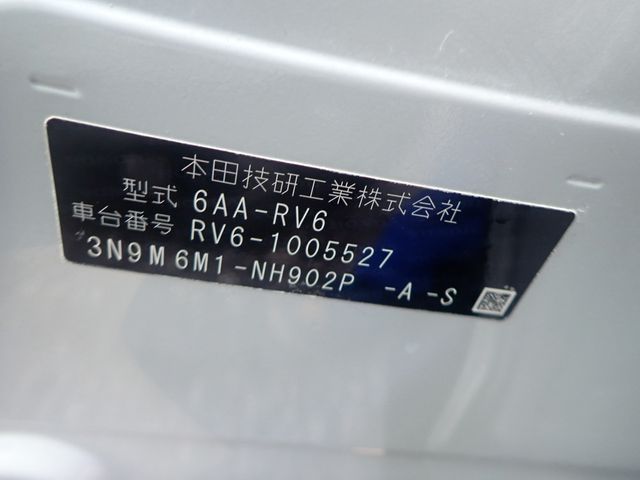 本田技研工業株式会社
型式 6AA-RV6
車台番号 RV6-1005527
3N9M6M1-NH902P -A-S